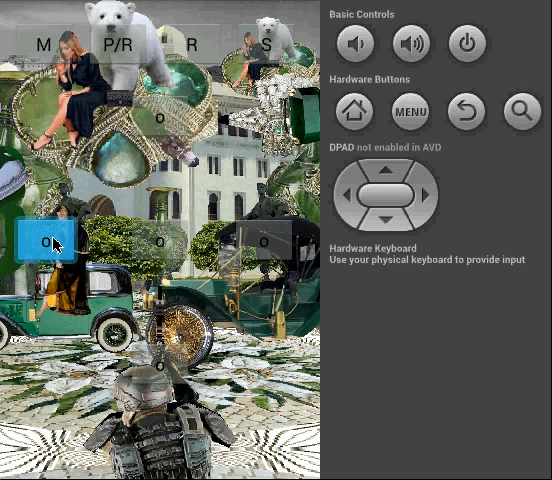 M P/R R S
o
o o o
o
Basic Controls
Hardware Buttons
MENU
DPAD not enabled in AVD
Hardware Keyboard
Use your physical keyboard to provide input